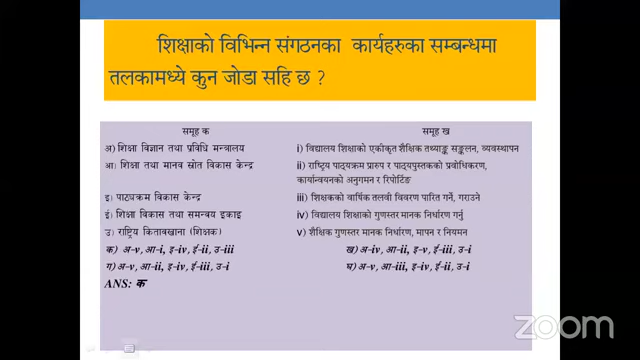 शिक्षाको विभिन्न संगठनका कार्यहरुका सम्बन्धमा
तलकामध्ये कुन जोडा सहि छ ?
समूह क
समूह ख
अ) शिक्षा विज्ञान तथा प्रविधि मन्त्रालय
i) विद्यालय शिक्षाको एकीकृत शैक्षिक तथ्याङ्क सङ्कलन, व्यवस्थापन
आ) शिक्षा तथा मानव स्रोत विकास केन्द्र
ii) राष्ट्रिय पाठ्यक्रम प्रारुप र पाठ्यपुस्तकको प्रवोधिकरण,
कार्यान्वयनको अनुगमन र रिपोर्टिङ
इ) पाठ्यक्रम विकास केन्द्र
iii) शिक्षकको वार्षिक तलवी विवरण पारित गर्ने, गराउने
ई) शिक्षा विकास तथा समन्वय इकाइ
iv) विद्यालय शिक्षाको गुणस्तर मानक निर्धारण गर्नु
उ) राष्ट्रिय कितावखाना (शिक्षक)
v) शैक्षिक गुणस्तर मानक निर्धारण, मापन र नियमन
क) अ-v, आ-i, इ-iv, ई-ii, उ-iii
ख) अ-iv, आ-ii, इ-v, ई-iii, उ-i
ग) अ-v, आ-ii, इ-iv, ई-iii, उ-i
घ) अ-v, आ-iii, इ-iv, ई-ii, उ-i
ANS: क
zoom